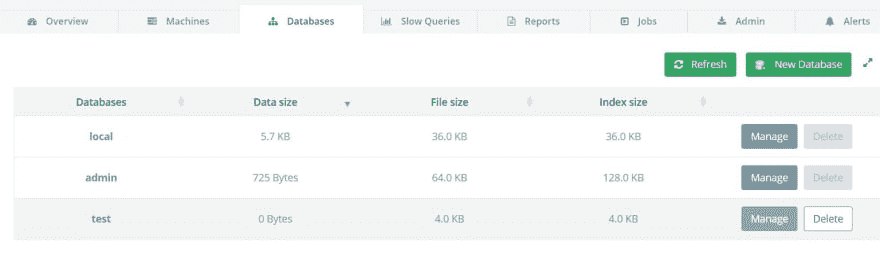 Overview Machines Databases Slow Queries Reports Jobs Admin Alerts
Refresh New Database
Databases Data size File size Index size
local 5.7 KB 36.0 KB 36.0 KB Manage Delete
admin 725 Bytes 64.0 KB 128.0 KB Manage Delete
test 0 Bytes 4.0 KB 4.0 KB Manage Delete